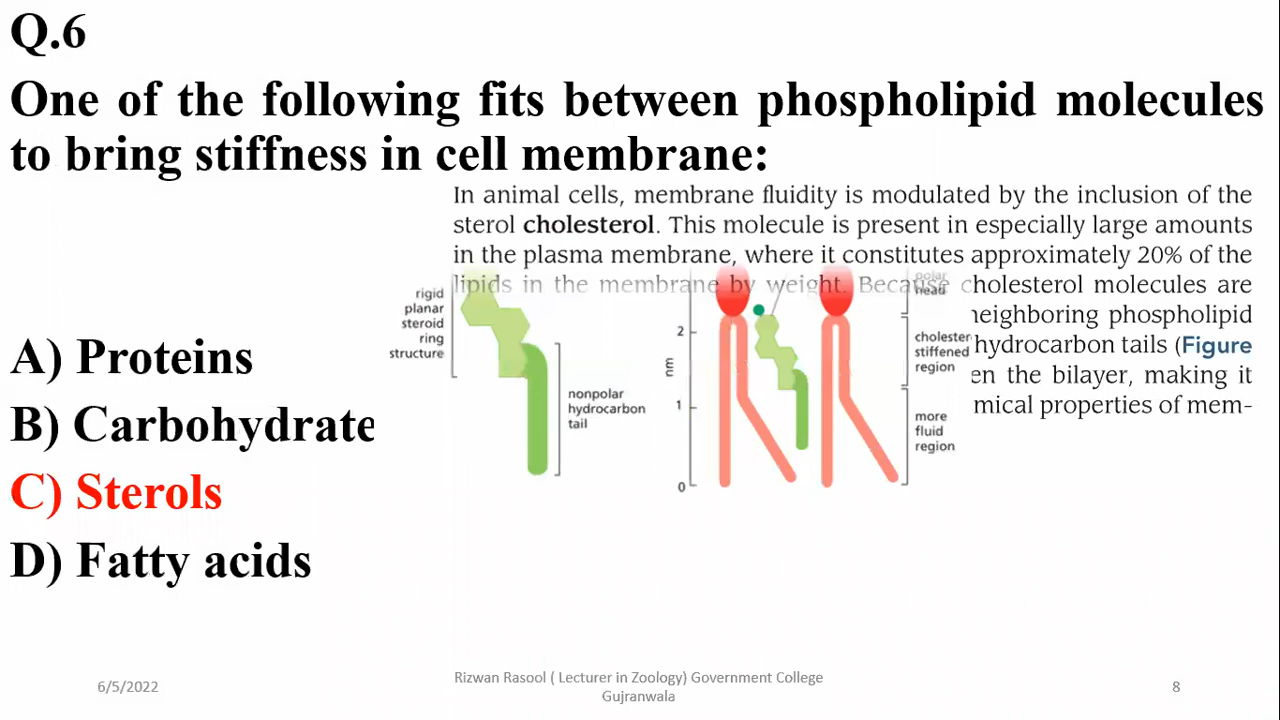 Q.6
One of the following fits between phospholipid molecules
to bring stiffness in cell membrane:
In animal cells, membrane fluidity is modulated by the inclusion of the
sterol cholesterol. This molecule is present in especially large amounts
in the plasma membrane, where it constitutes approximately 20% of the
lipids in the membrane by weight. Because cholesterol molecules are
neighboring phospholipid
hydrocarbon tails (Figure
en the bilayer, making it
mical properties of mem-
rigid
planar
steroid
ring
structure
nonpolar
hydrocarbon
tail
nm
2
1
0
polar
head
cholester
stiffened
region
more
fluid
region
A) Proteins
B) Carbohydrate
C) Sterols
D) Fatty acids
6/5/2022
Rizwan Rasool ( Lecturer in Zoology) Government College
Gujranwala
8